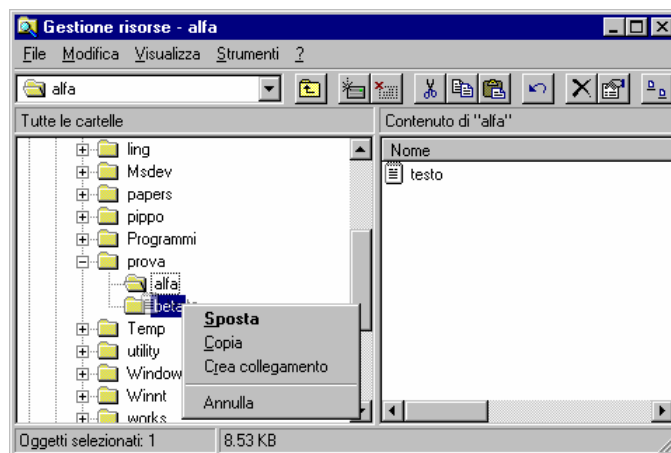 Gestione risorse - alfa
File Modifica Visualizza Strumenti ?
alfa
Tutte le cartelle
Contenuto di "alfa"
Nome
testo
ling
Msdev
papers
pippo
Programmi
prova
alfa
beta
Temp
utility
Window
Winnt
works
Sposta
Copia
Crea collegamento
Annulla
Oggetti selezionati: 1
8.53 KB